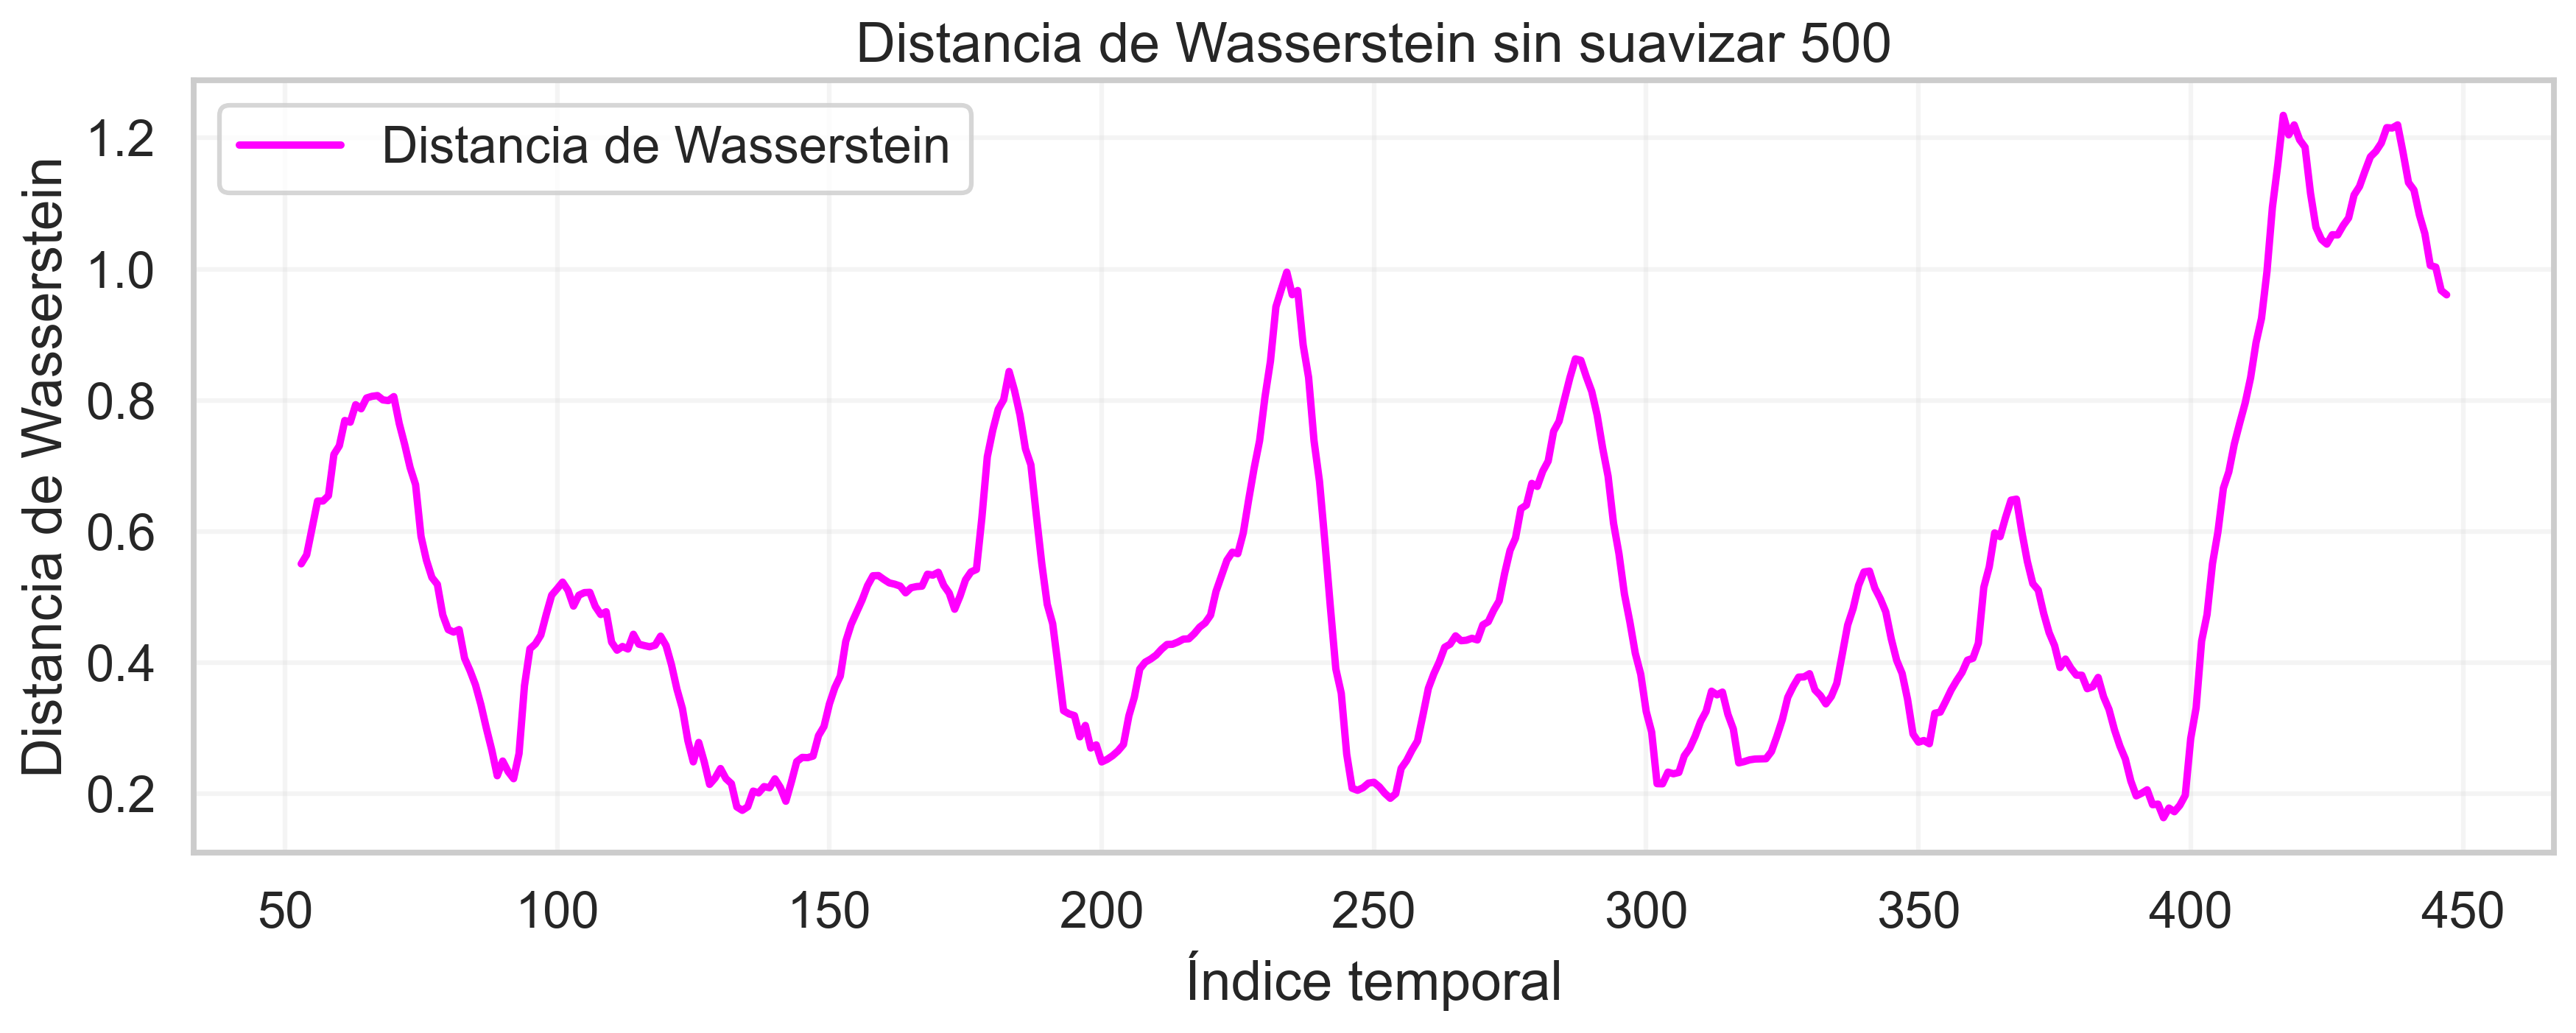 Distancia de Wasserstein sin suavizar 500
Distancia de Wasserstein
Distancia de Wasserstein
1.2
1.0
0.8
0.6
0.4
0.2
50 100 150 200 250 300 350 400 450
Índice temporal